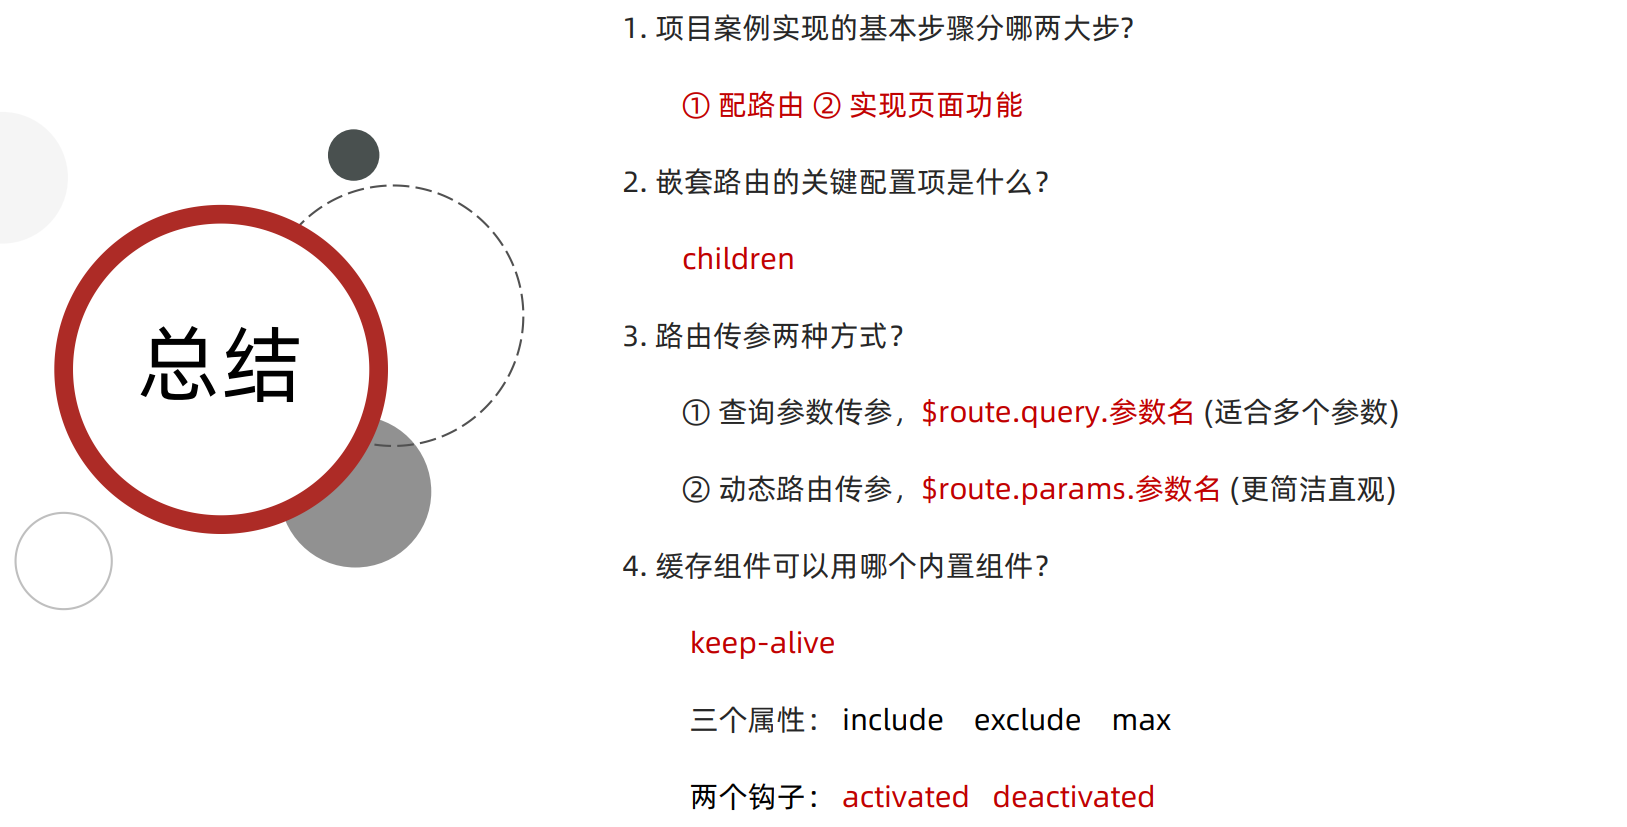 总结
1. 项目案例实现的基本步骤分哪两大步?
① 配路由 ② 实现页面功能
2. 嵌套路由的关键配置项是什么?
children
3. 路由传参两种方式?
① 查询参数传参，$route.query.参数名 (适合多个参数)
② 动态路由传参，$route.params.参数名 (更简洁直观)
4. 缓存组件可以用哪个内置组件?
keep-alive
三个属性： include exclude max
两个钩子： activated deactivated